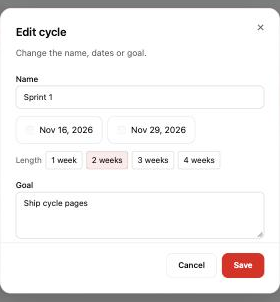 Edit cycle
Change the name, dates or goal.
Name
Sprint 1
Nov 16, 2026 Nov 29, 2026
Length 1 week 2 weeks 3 weeks 4 weeks
Goal
Ship cycle pages
Cancel Save